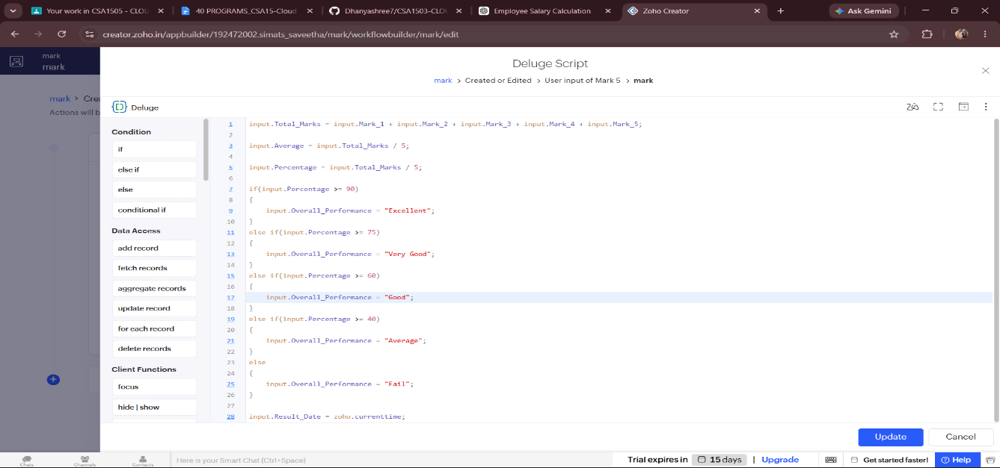 Your work in CSA1505 - CLOU
40 PROGRAMS_CSA15-Cloud
Dhanyashree7/CSA1503-CLOU
Employee Salary Calculation
Zoho Creator
Ask Gemini
creator.zoho.in/appbuilder/192472002.simats_saveetha/mark/workflowbuilder/mark/edit
mark
mark
mark > Crea
Actions will b
Deluge Script
mark > Created or Edited > User input of Mark 5 > mark
Deluge
Condition
if
else if
else
conditional if
Data Access
add record
fetch records
aggregate records
update record
for each record
delete records
Client Functions
focus
hide | show
1 input.Total_Marks = input.Mark_1 + input.Mark_2 + input.Mark_3 + input.Mark_4 + input.Mark_5;
2
3 input.Average = input.Total_Marks / 5;
4
5 input.Percentage = input.Total_Marks / 5;
6
7 if(input.Percentage >= 90)
8 {
9 input.Overall_Performance = "Excellent";
10 }
11 else if(input.Percentage >= 75)
12 {
13 input.Overall_Performance = "Very Good";
14 }
15 else if(input.Percentage >= 60)
16 {
17 input.Overall_Performance = "Good";
18 }
19 else if(input.Percentage >= 40)
20 {
21 input.Overall_Performance = "Average";
22 }
23 else
24 {
25 input.Overall_Performance = "Fail";
26 }
27
28 input.Result_Date = zoho.currenttime;
Update
Cancel
Chats
Channels
Contacts
Here is your Smart Chat (Ctrl+Space)
Trial expires in 15 days | Upgrade
Get started faster!
Help